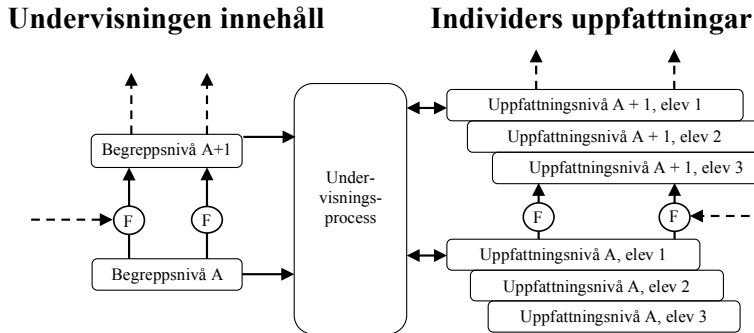 Undervisningen innehåll
Individers uppfattningar
Uppfattningsnivå A + 1, elev 1
Uppfattningsnivå A + 1, elev 2
Begreppsnivå A+1
Uppfattningsnivå A + 1, elev 3
Under-
visnings-
process
F
F
F
F
Uppfattningsnivå A, elev 1
Begreppsnivå A
Uppfattningsnivå A, elev 2
Uppfattningsnivå A, elev 3